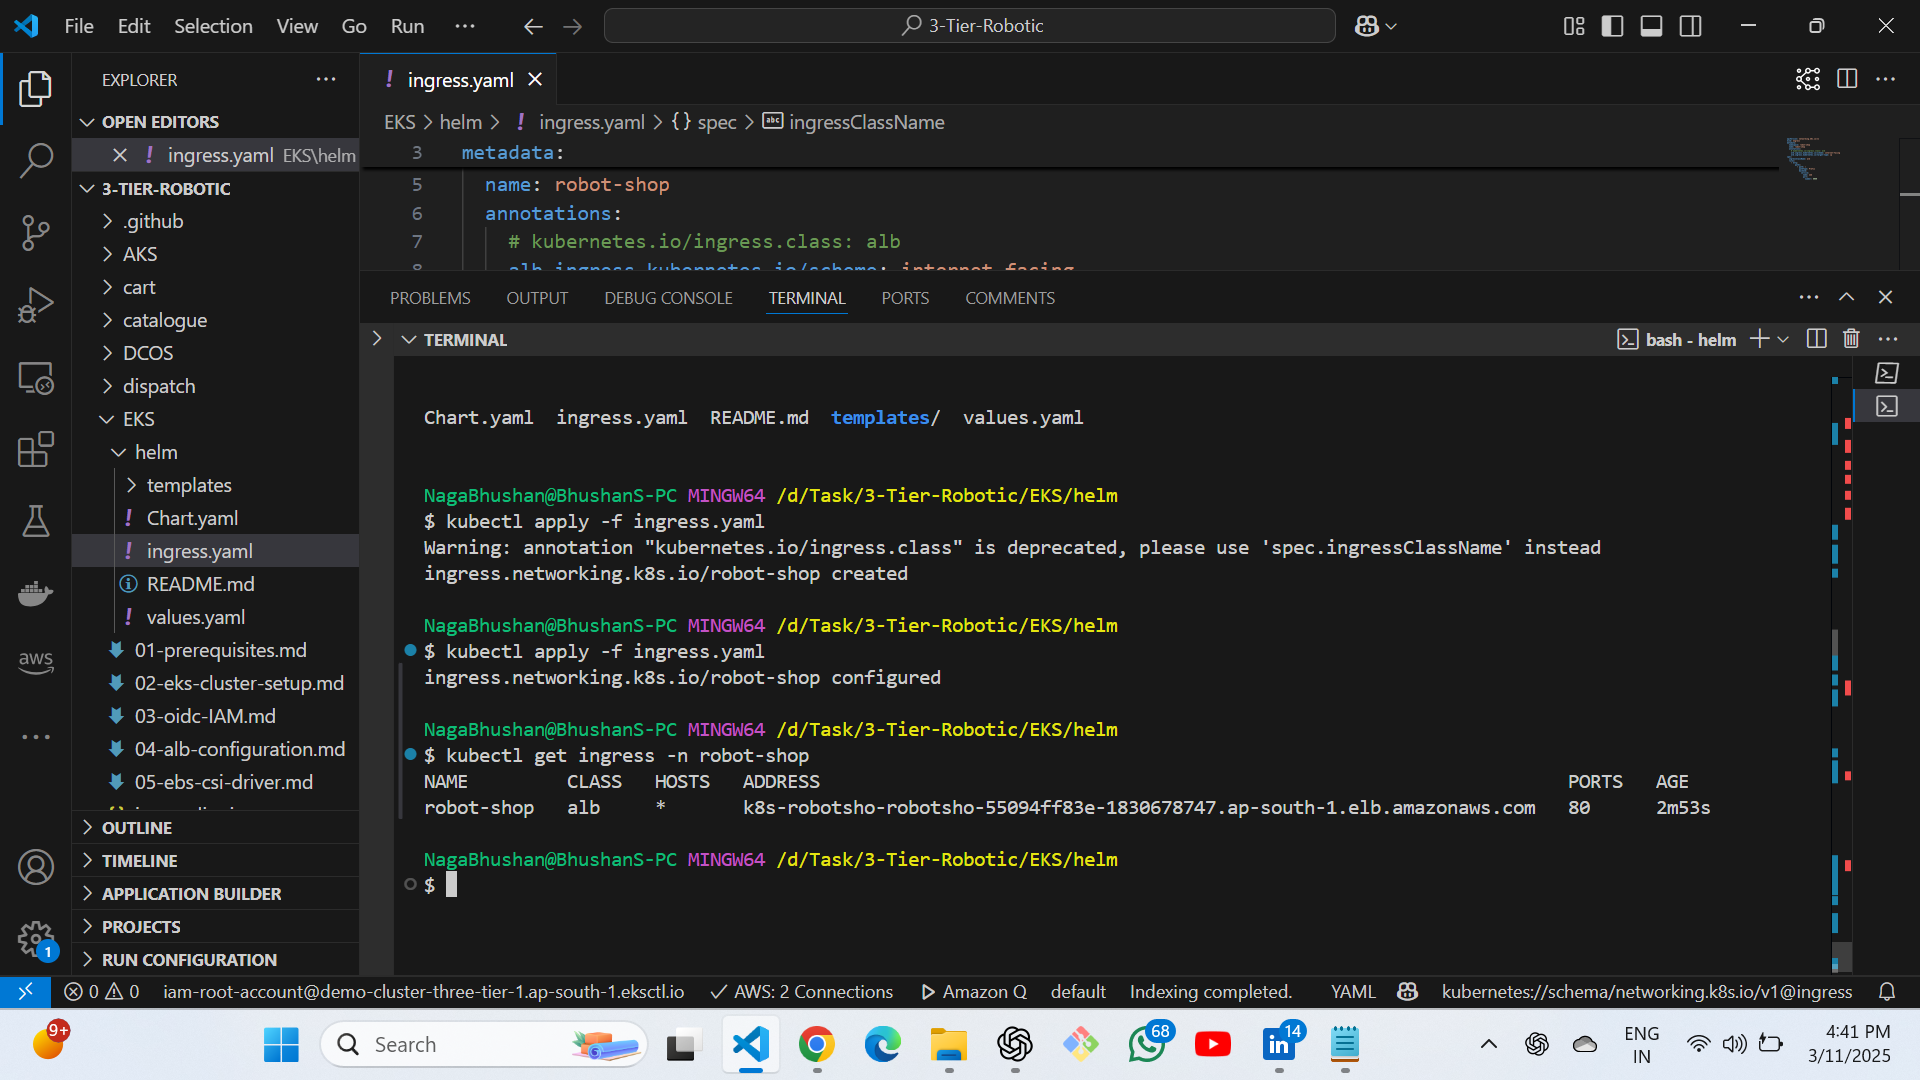 File Edit Selection View Go Run ... 3-Tier-Robotic
EXPLORER
OPEN EDITORS
ingress.yaml EKS\helm
3-TIER-ROBOTIC
.github
AKS
cart
catalogue
DCOS
dispatch
EKS
helm
templates
Chart.yaml
ingress.yaml
README.md
values.yaml
01-prerequisites.md
02-eks-cluster-setup.md
03-oidc-IAM.md
04-alb-configuration.md
05-ebs-csi-driver.md
OUTLINE
TIMELINE
APPLICATION BUILDER
PROJECTS
RUN CONFIGURATION
aws
1
! ingress.yaml
EKS > helm > ! ingress.yaml > {} spec > abc ingressClassName
3 metadata:
5 name: robot-shop
6 annotations:
7 # kubernetes.io/ingress.class: alb
8 alb.ingress.kubernetes.io/scheme: internet-facing
PROBLEMS OUTPUT DEBUG CONSOLE TERMINAL PORTS COMMENTS
TERMINAL bash - helm
Chart.yaml ingress.yaml README.md templates/ values.yaml
NagaBhushan@BhushanS-PC MINGW64 /d/Task/3-Tier-Robotic/EKS/helm
$ kubectl apply -f ingress.yaml
Warning: annotation "kubernetes.io/ingress.class" is deprecated, please use 'spec.ingressClassName' instead
ingress.networking.k8s.io/robot-shop created
NagaBhushan@BhushanS-PC MINGW64 /d/Task/3-Tier-Robotic/EKS/helm
$ kubectl apply -f ingress.yaml
ingress.networking.k8s.io/robot-shop configured
NagaBhushan@BhushanS-PC MINGW64 /d/Task/3-Tier-Robotic/EKS/helm
$ kubectl get ingress -n robot-shop
NAME CLASS HOSTS ADDRESS PORTS AGE
robot-shop alb * k8s-robotsho-robotsho-55094ff83e-1830678747.ap-south-1.elb.amazonaws.com 80 2m53s
NagaBhushan@BhushanS-PC MINGW64 /d/Task/3-Tier-Robotic/EKS/helm
$
0 0 iam-root-account@demo-cluster-three-tier-1.ap-south-1.eksctl.io AWS: 2 Connections Amazon Q default Indexing completed. YAML kubernetes://schema/networking.k8s.io/v1@ingress
9+ Search 68 14 ENG IN 4:41 PM
3/11/2025